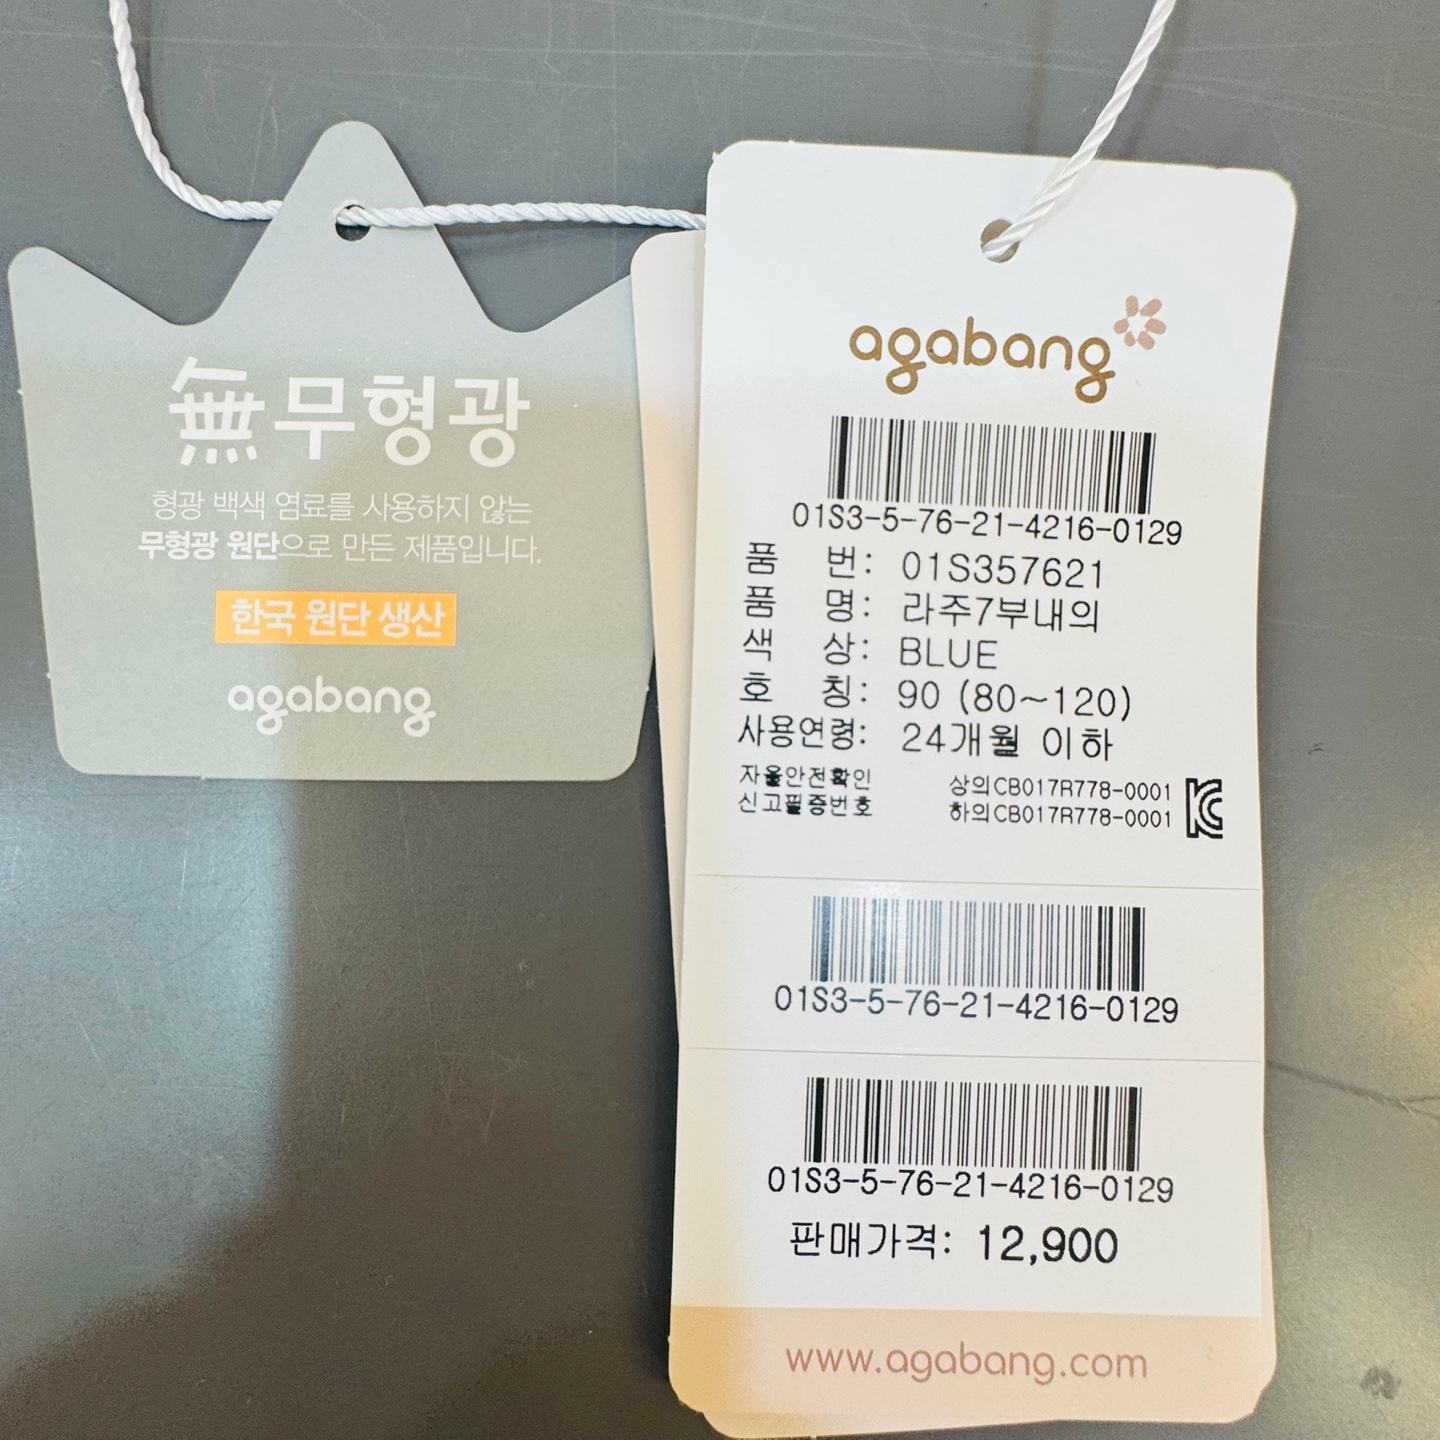 無무형광
형광 백색 염료를 사용하지 않는
무형광 원단으로 만든 제품입니다.
한국 원단 생산
agabang
agabang
01S3-5-76-21-4216-0129
품 번: 01S357621
품 명: 라주7부내의
색 상: BLUE
호 칭: 90 (80~120)
사용연령: 24개월 이하
자율안전확인 상의CB017R778-0001
신고필증번호 하의CB017R778-0001
01S3-5-76-21-4216-0129
01S3-5-76-21-4216-0129
판매가격: 12,900
www.agabang.com